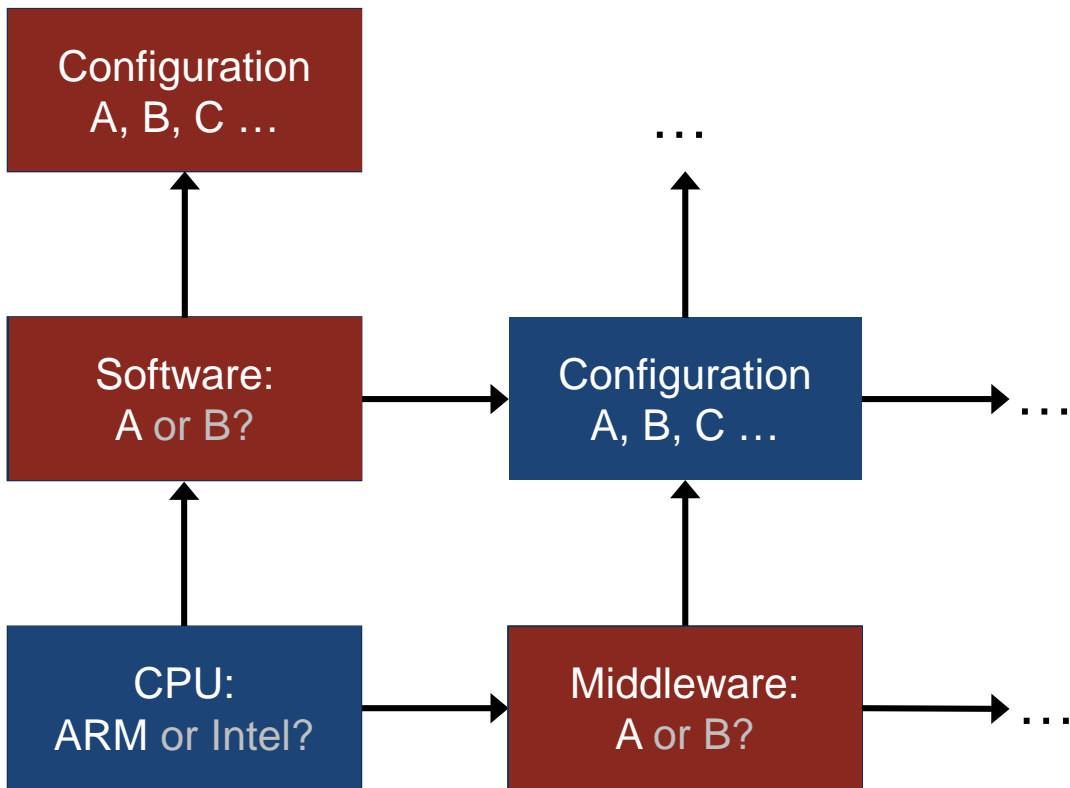 Configuration
A, B, C …
…
Software:
A or B?
Configuration
A, B, C …
…
CPU:
ARM or Intel?
Middleware:
A or B?
…